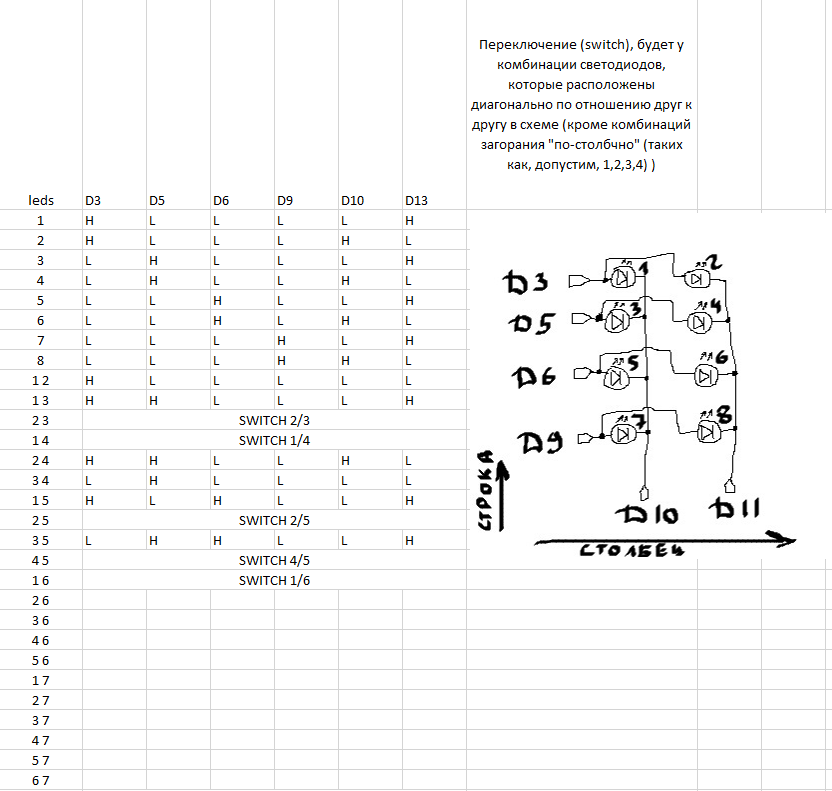 Переключение (switch), будет у
комбинации светодиодов,
которые расположены
диагонально по отношению друг к
другу в схеме (кроме комбинаций
загорания "по-столбчно" (таких
как, допустим, 1,2,3,4) )
leds D3 D5 D6 D9 D10 D13
1 H L L L L H
2 H L L L H L
3 L H L L L H
4 L H L L H L
5 L L H L L H
6 L L H L H L
7 L L L H L H
8 L L L H H L
1 2 H L L L L L
1 3 H H L L L H
2 3 SWITCH 2/3
1 4 SWITCH 1/4
2 4 H H L L H L
3 4 L H L L L L
1 5 H L H L L H
2 5 SWITCH 2/5
3 5 L H H L L H
4 5 SWITCH 4/5
1 6 SWITCH 1/6
2 6
3 6
4 6
5 6
1 7
2 7
3 7
4 7
5 7
6 7
D3 1 2
D5 3 4
D6 5 6
D9 7 8
D10 D11
СТРОКА
СТОЛБЕЦ